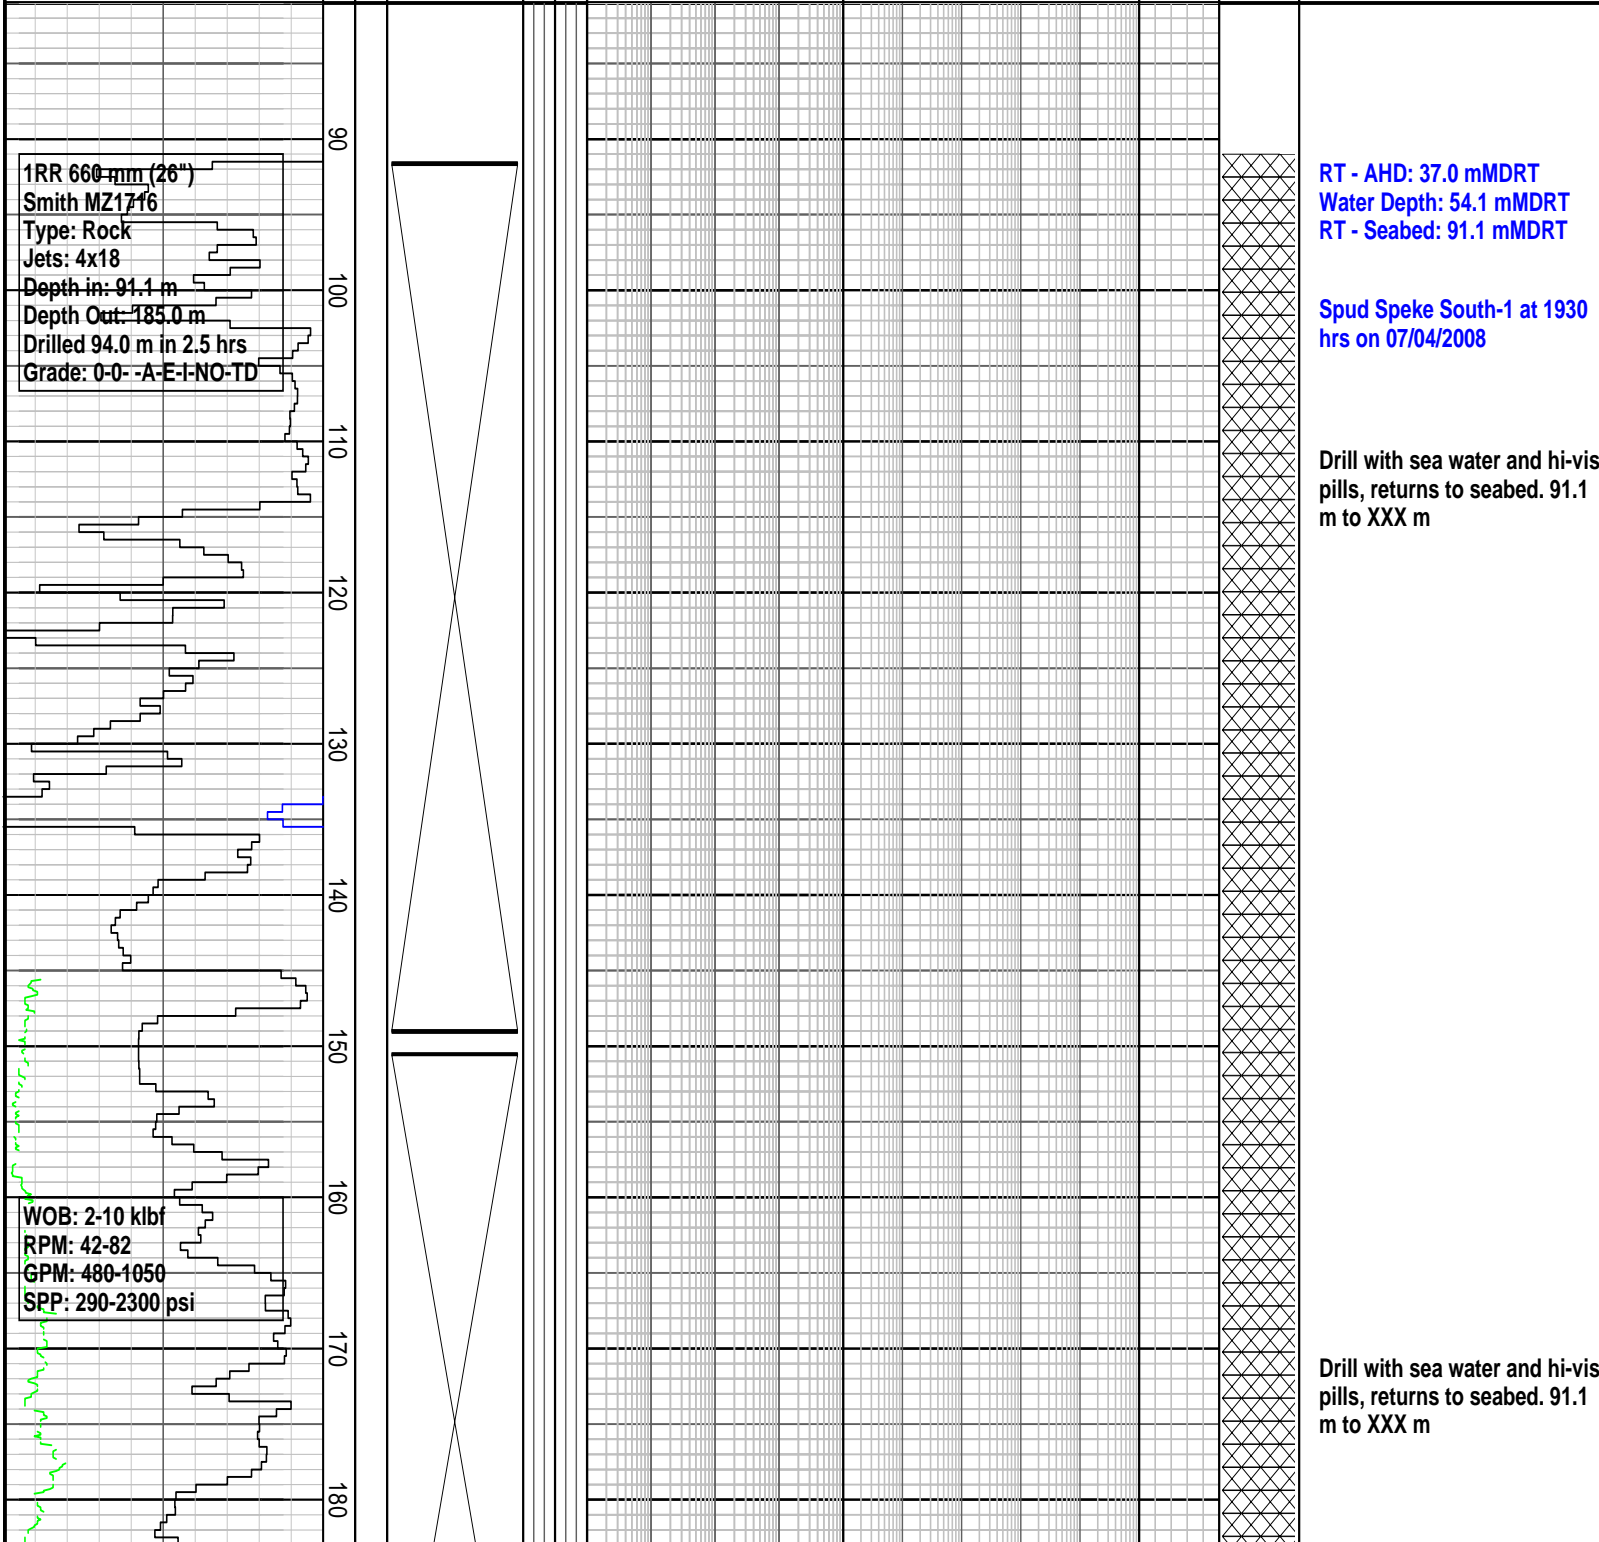 90
1RR 660 mm (26")
Smith MZ1716
Type: Rock
Jets: 4x18
Depth in: 91.1 m
Depth Out: 185.0 m
Drilled 94.0 m in 2.5 hrs
Grade: 0-0- -A-E-I-NO-TD
RT - AHD: 37.0 mMDRT
Water Depth: 54.1 mMDRT
RT - Seabed: 91.1 mMDRT
100
Spud Speke South-1 at 1930
hrs on 07/04/2008
110
Drill with sea water and hi-vis
pills, returns to seabed. 91.1
m to XXX m
120
130
140
150
160
WOB: 2-10 klbf
RPM: 42-82
GPM: 480-1050
SPP: 290-2300 psi
170
Drill with sea water and hi-vis
pills, returns to seabed. 91.1
m to XXX m
180